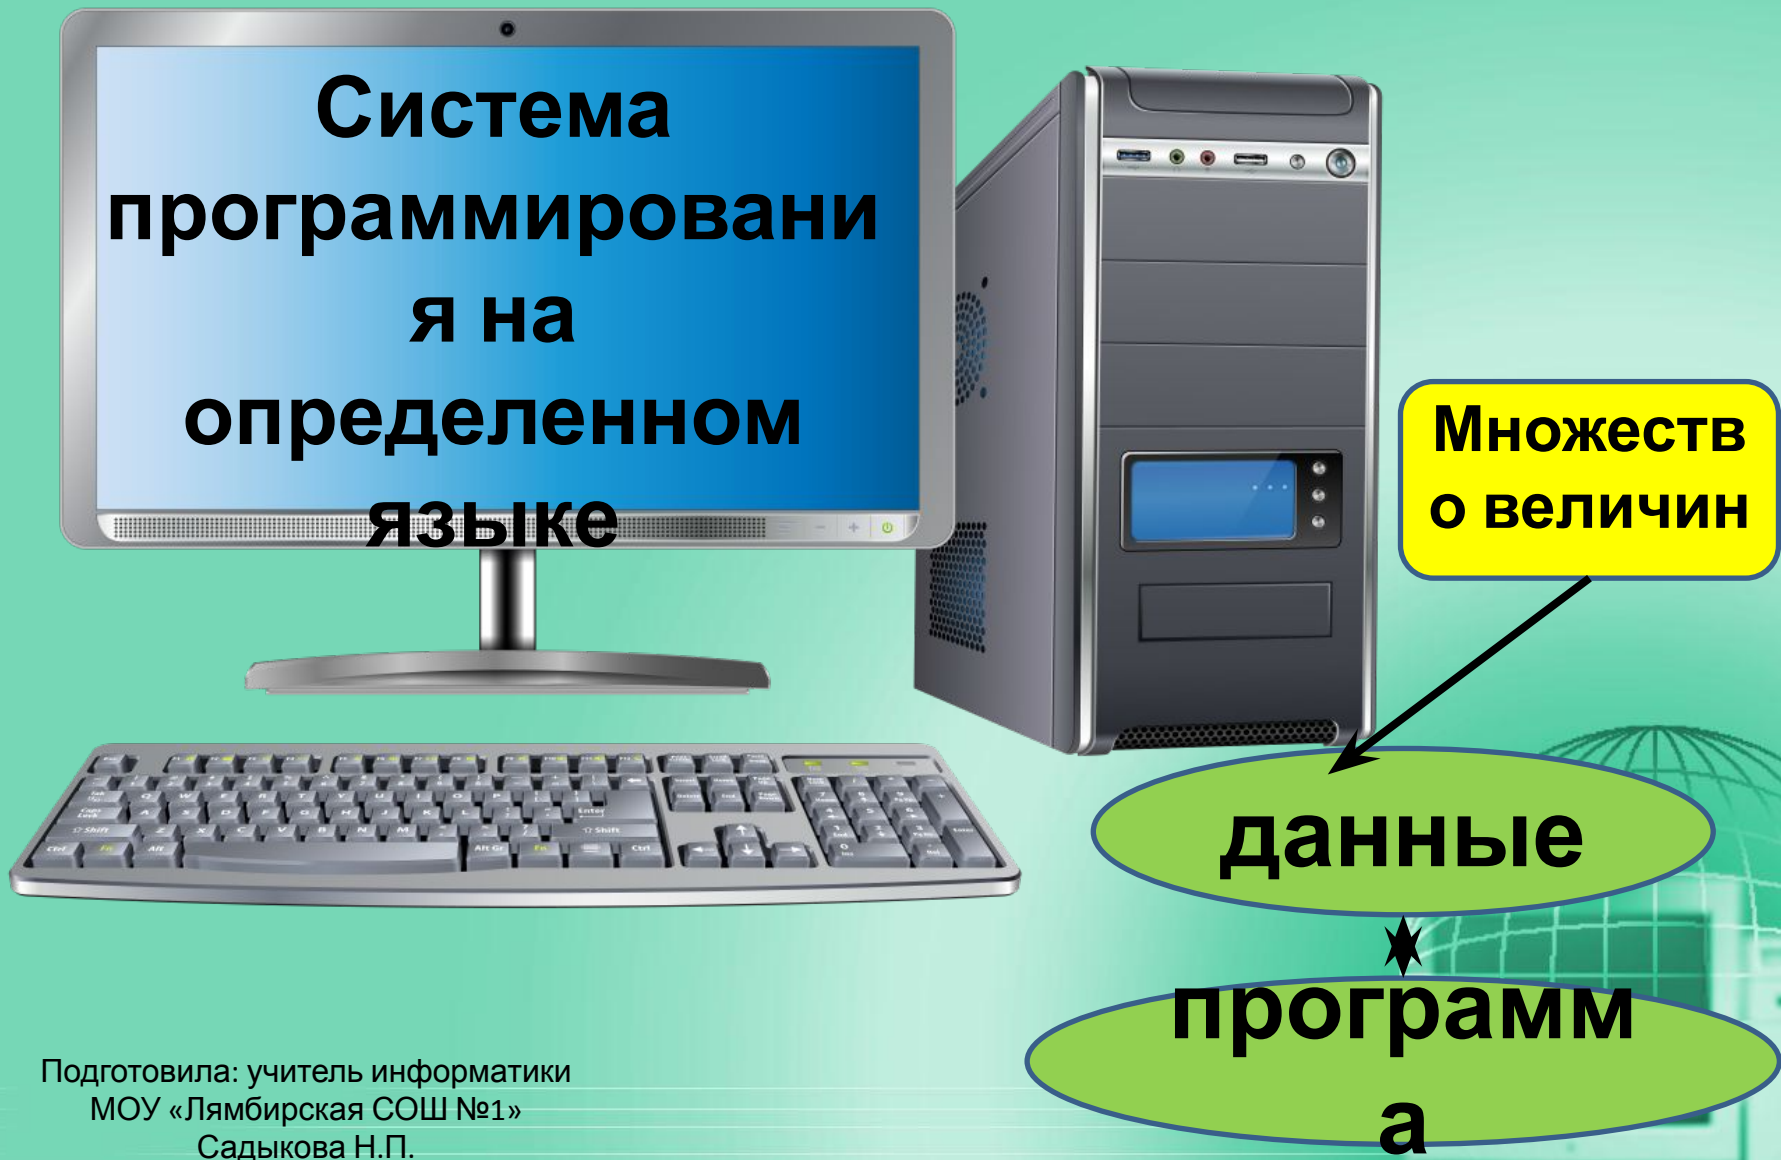 Система
программировани
я на
определенном
языке
Множеств
о величин
данные
программ
а
Подготовила: учитель информатики
МОУ «Лямбирская СОШ №1»
Садыкова Н.П.